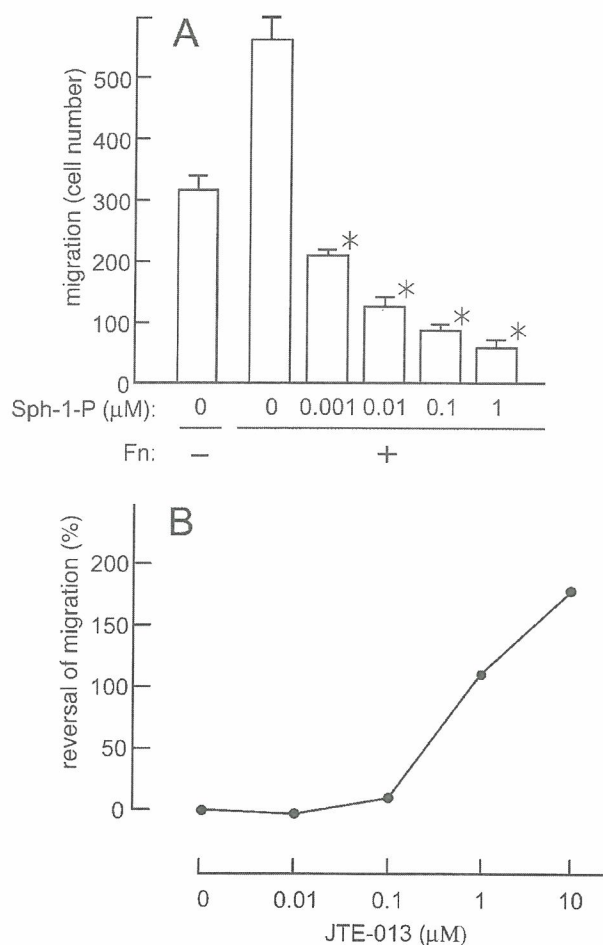 A
migration (cell number)
500
400
300
200
100
0
Sph-1-P (μM): 0 0 0.001 0.01 0.1 1
* * * *
Fn: − +
B
reversal of migration (%)
200
150
100
50
0
0 0.01 0.1 1 10
JTE-013 (μM)